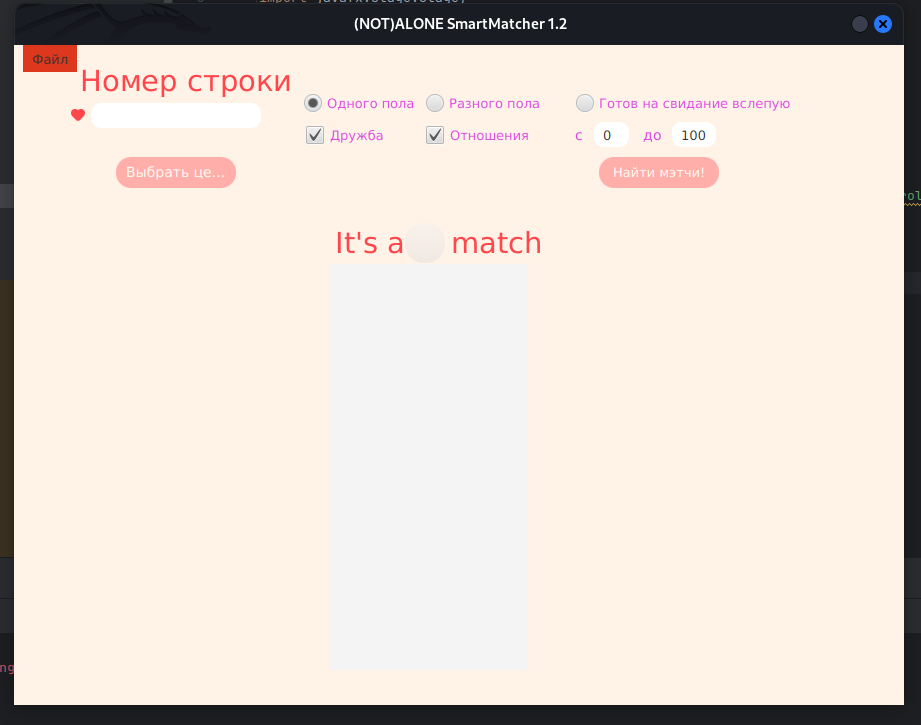 (NOT)ALONE SmartMatcher 1.2
Файл
Номер строки
Одного пола Разного пола Готов на свидание вслепую
Дружба Отношения с 0 до 100
Выбрать це... Найти мэтчи!
It's a match